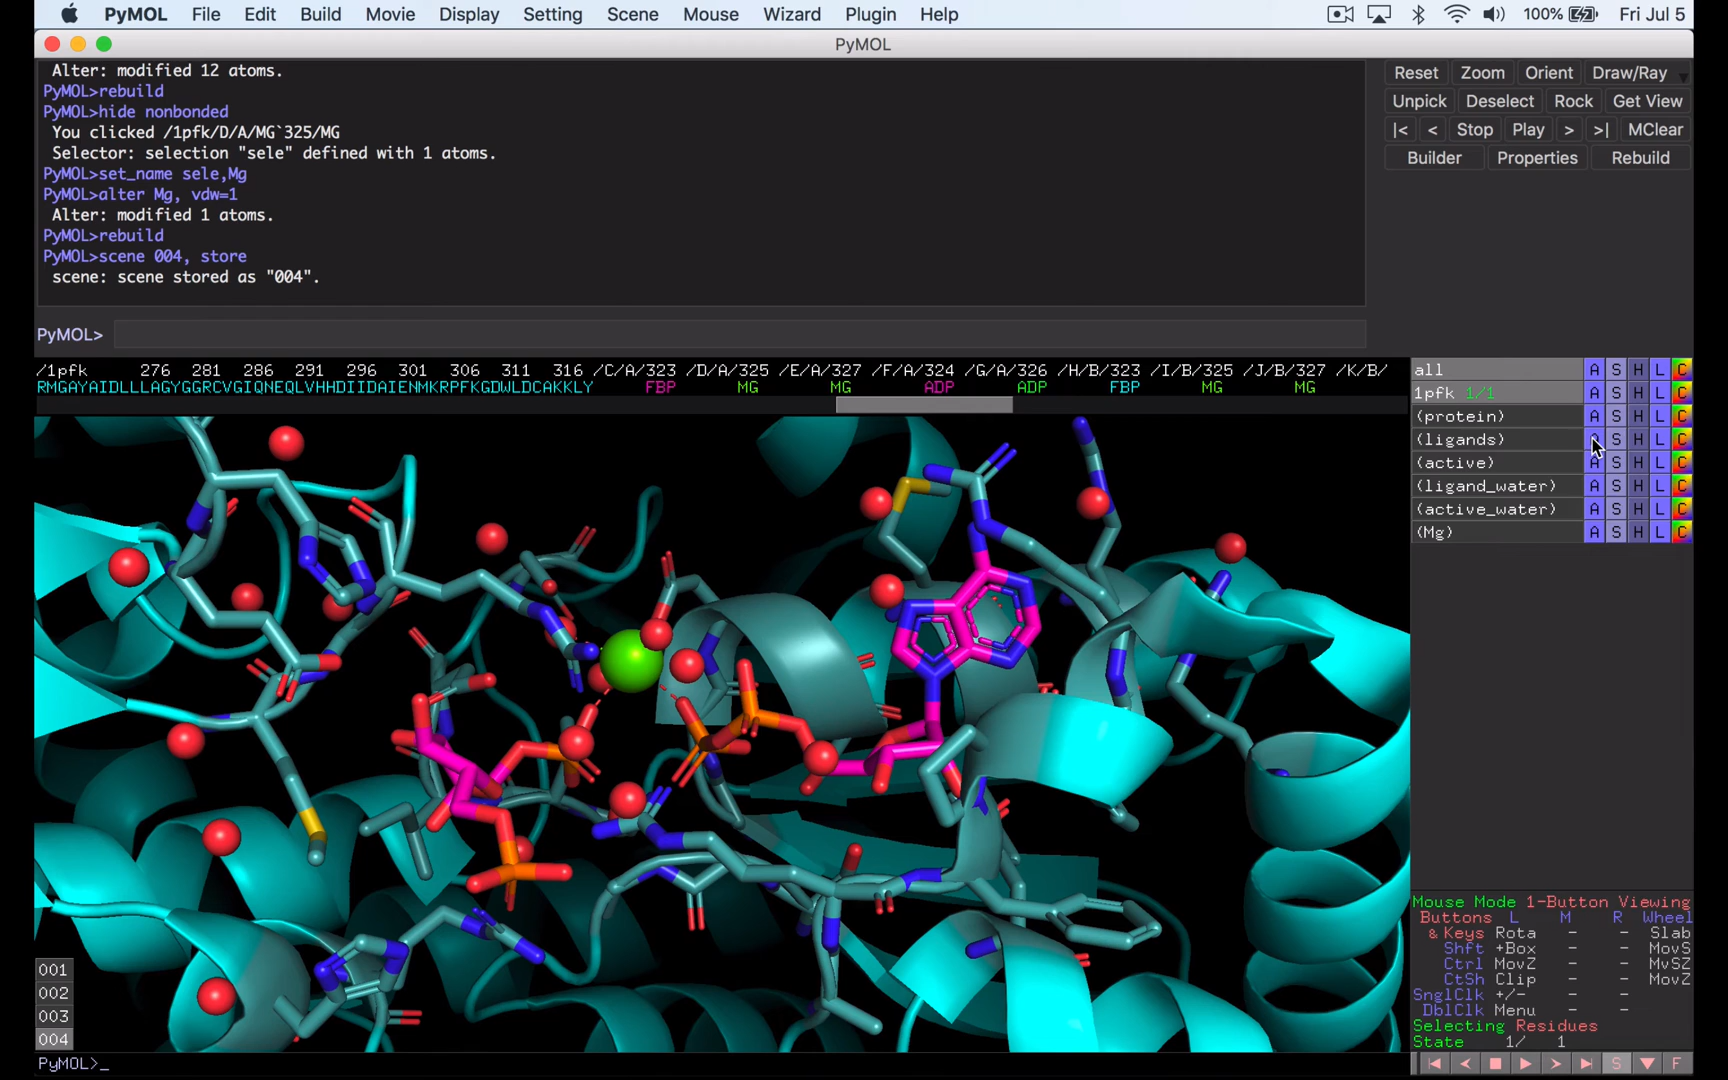 PyMOL File Edit Build Movie Display Setting Scene Mouse Wizard Plugin Help 100% Fri Jul 5
PyMOL
Alter: modified 12 atoms.
PyMOL>rebuild
PyMOL>hide nonbonded
You clicked /1pfk/D/A/MG`325/MG
Selector: selection "sele" defined with 1 atoms.
PyMOL>set_name sele,Mg
PyMOL>alter Mg, vdw=1
Alter: modified 1 atoms.
PyMOL>rebuild
PyMOL>scene 004, store
scene: scene stored as "004".
PyMOL>
Reset Zoom Orient Draw/Ray
Unpick Deselect Rock Get View
|< < Stop Play > >| MClear
Builder Properties Rebuild
/1pfk 276 281 286 291 296 301 306 311 316 /C/A/323 /D/A/325 /E/A/327 /F/A/324 /G/A/326 /H/B/323 /I/B/325 /J/B/327 /K/B/
RMGAYAIDLLLAGYGGRCVGIQNEQLVHHDIIDAIENMKRPFKGDWLDCAKKLY FBP MG MG ADP ADP FBP MG MG
all A S H L C
1pfk 1/1 A S H L C
(protein) A S H L C
(ligands) S H L C
(active) A S H L C
(ligand_water) A S H L C
(active_water) A S H L C
(Mg) A S H L C
001
002
003
004
PyMOL>_
Mouse Mode 1-Button Viewing
Buttons L M R Wheel
& Keys Rota - - Slab
Shft +Box - - MovS
Ctrl MovZ - - MvSZ
CtSh Clip - - MovZ
SnglClk +/- - -
DblClk Menu - -
Selecting Residues
State 1/ 1
S F